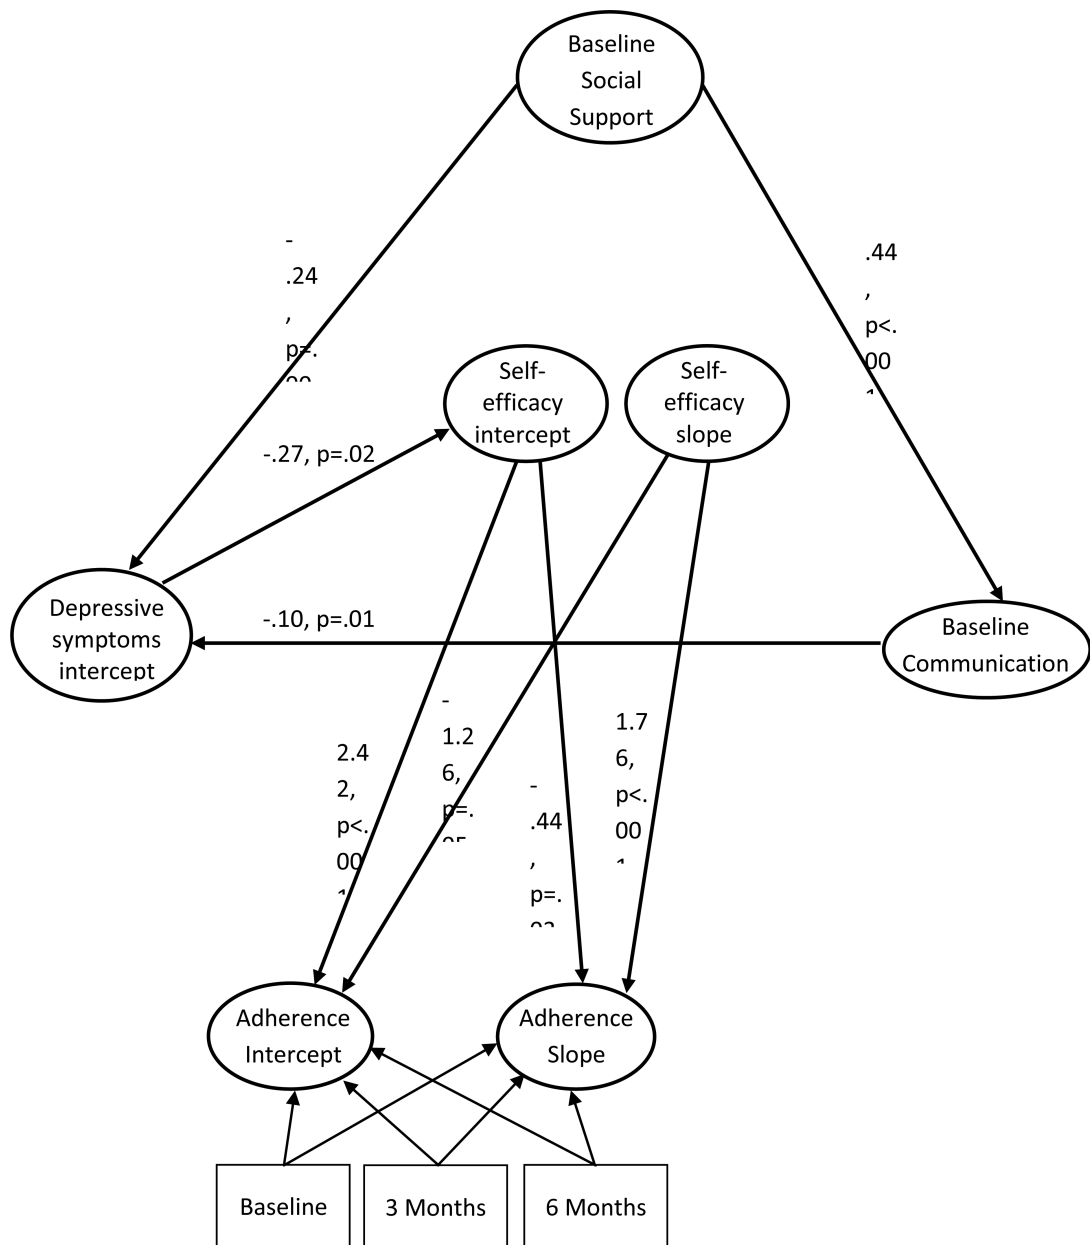 Baseline
Social
Support
-
.24
,
p=.
.44
,
p<.
00
Self-
efficacy
intercept
Self-
efficacy
slope
-.27, p=.02
Depressive
symptoms
intercept
-.10, p=.01
Baseline
Communication
2.4
2,
p<.
00
-
1.2
6,
p=.
-
.44
,
p=.
1.7
6,
p<.
00
Adherence
Intercept
Adherence
Slope
Baseline
3 Months
6 Months